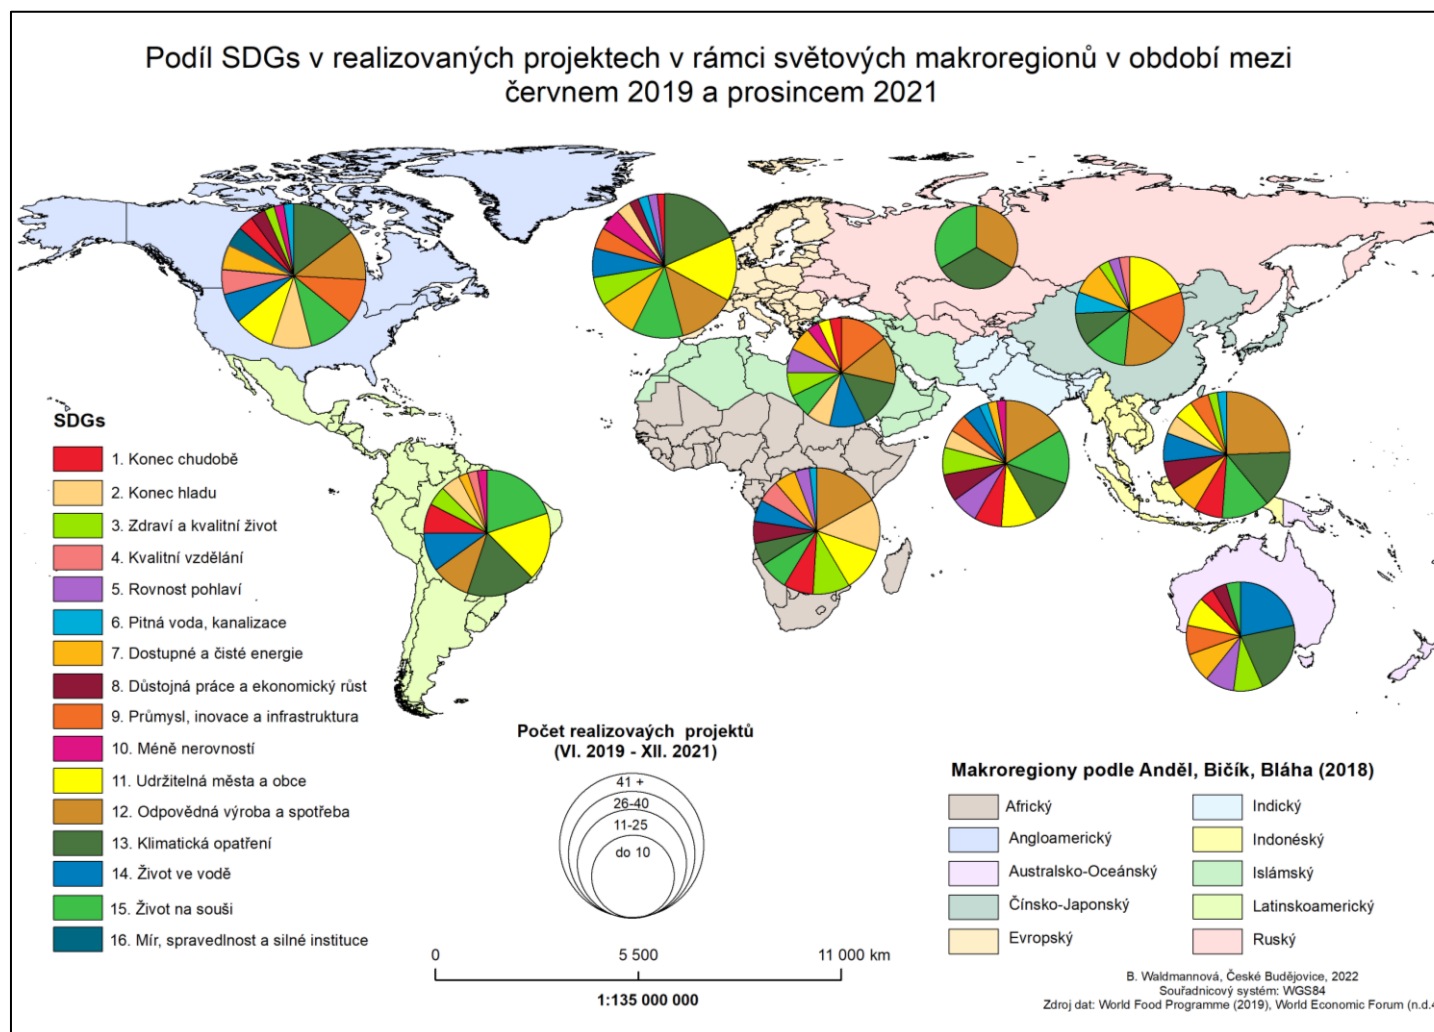 Podíl SDGs v realizovaných projektech v rámci světových makroregionů v období mezi
červnem 2019 a prosincem 2021
SDGs
1. Konec chudobě
2. Konec hladu
3. Zdraví a kvalitní život
4. Kvalitní vzdělání
5. Rovnost pohlaví
6. Pitná voda, kanalizace
7. Dostupné a čisté energie
8. Důstojná práce a ekonomický růst
9. Průmysl, inovace a infrastruktura
10. Méně nerovností
11. Udržitelná města a obce
12. Odpovědná výroba a spotřeba
13. Klimatická opatření
14. Život ve vodě
15. Život na souši
16. Mír, spravedlnost a silné instituce
Počet realizovaých projektů
(VI. 2019 - XII. 2021)
41 +
26-40
11-25
do 10
0 5 500 11 000 km
1:135 000 000
Makroregiony podle Anděl, Bičík, Bláha (2018)
Africký
Angloamerický
Australsko-Oceánský
Čínsko-Japonský
Evropský
Indický
Indonéský
Islámský
Latinskoamerický
Ruský
B. Waldmannová, České Budějovice, 2022
Souřadnicový systém: WGS84
Zdroj dat: World Food Programme (2019), World Economic Forum (n.d.4